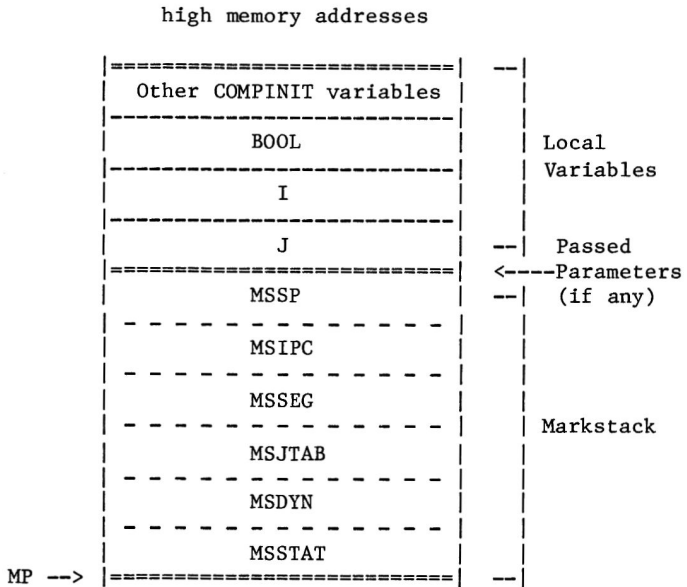 high memory addresses
Other COMPINIT variables
BOOL
Local
Variables
I
J
Passed
<-----Parameters
MSSP
(if any)
MSIPC
MSSEG
Markstack
MSJTAB
MSDYN
MSSTAT
MP -->